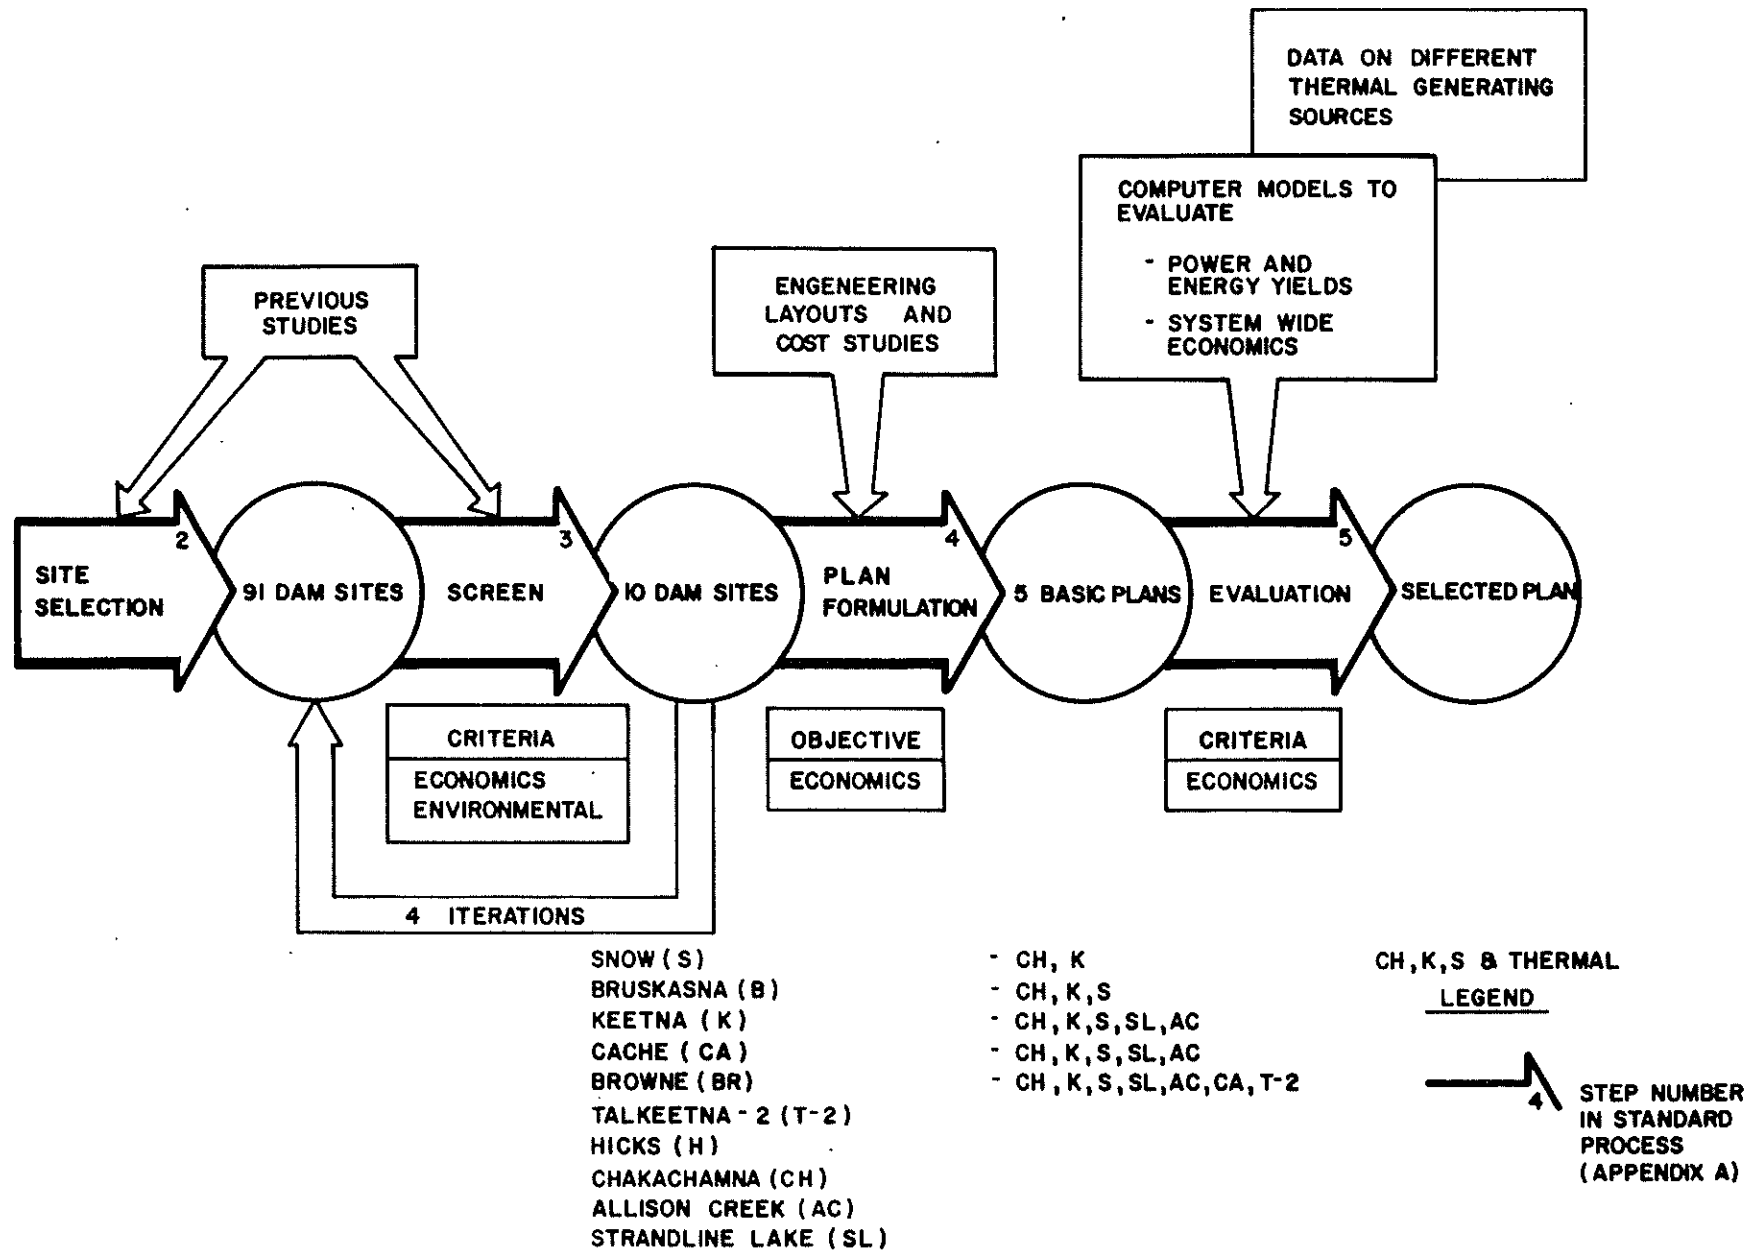 DATA ON DIFFERENT
THERMAL GENERATING
SOURCES
COMPUTER MODELS TO
EVALUATE
- POWER AND
ENERGY YIELDS
- SYSTEM WIDE
ECONOMICS
PREVIOUS
STUDIES
ENGENEERING
LAYOUTS AND
COST STUDIES
2
SITE
SELECTION
91 DAM SITES
3
SCREEN
10 DAM SITES
4
PLAN
FORMULATION
5 BASIC PLANS
5
EVALUATION
SELECTED PLAN
CRITERIA
ECONOMICS
ENVIRONMENTAL
OBJECTIVE
ECONOMICS
CRITERIA
ECONOMICS
4 ITERATIONS
SNOW (S)
BRUSKASNA (B)
KEETNA (K)
CACHE (CA)
BROWNE (BR)
TALKEETNA-2 (T-2)
HICKS (H)
CHAKACHAMNA (CH)
ALLISON CREEK (AC)
STRANDLINE LAKE (SL)
- CH, K
- CH, K, S
- CH, K, S, SL, AC
- CH, K, S, SL, AC
- CH, K, S, SL, AC, CA, T-2
CH, K, S & THERMAL
LEGEND
4
STEP NUMBER
IN STANDARD
PROCESS
(APPENDIX A)